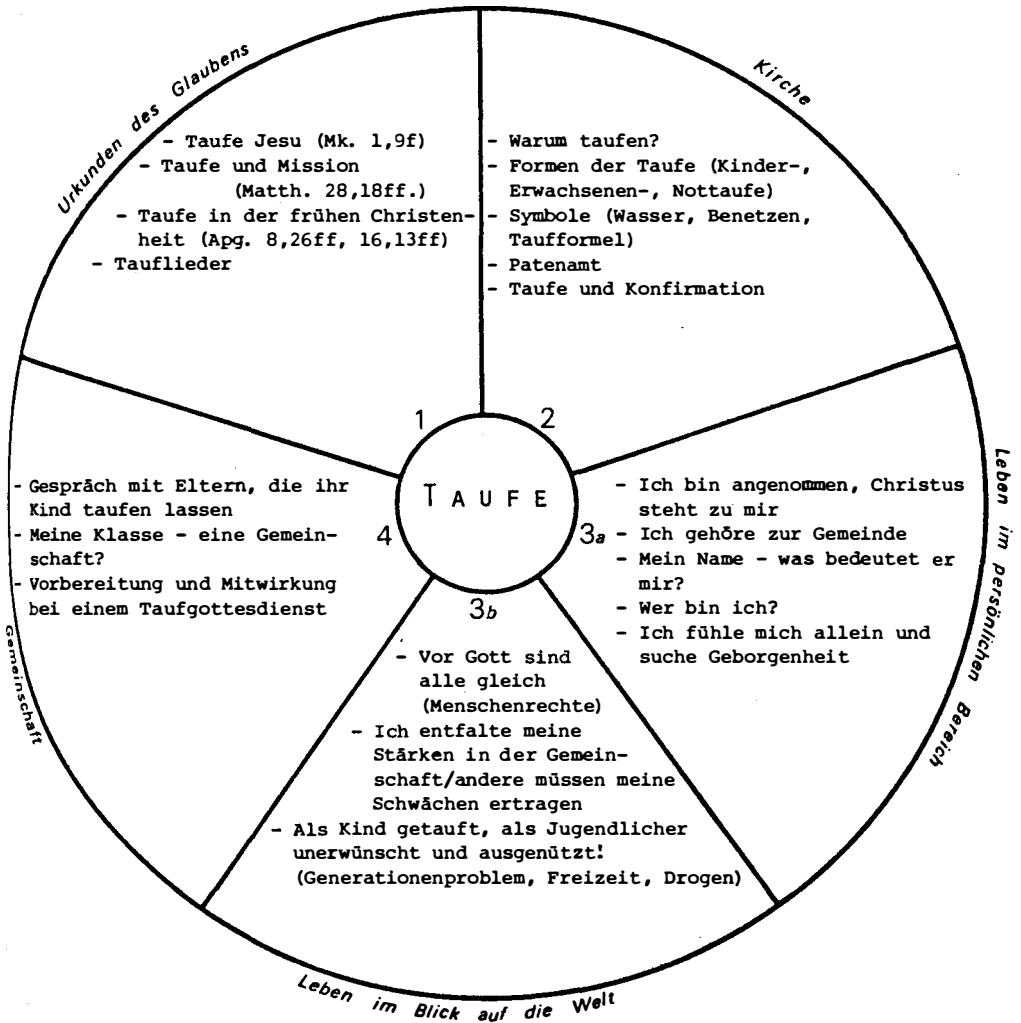 Urkunden des Glaubens
- Taufe Jesu (Mk. 1,9f)
- Taufe und Mission
(Matth. 28,18ff.)
- Taufe in der frühen Christen-
heit (Apg. 8,26ff, 16,13ff)
- Tauflieder
1
Kirche
- Warum taufen?
- Formen der Taufe (Kinder-,
Erwachsenen-, Nottaufe)
- Symbole (Wasser, Benetzen,
Taufformel)
- Patenamt
- Taufe und Konfirmation
2
TAUFE
Leben im persönlichen Bereich
3a
- Ich bin angenommen, Christus
steht zu mir
- Ich gehöre zur Gemeinde
- Mein Name - was bedeutet er
mir?
- Wer bin ich?
- Ich fühle mich allein und
suche Geborgenheit
3b
- Vor Gott sind
alle gleich
(Menschenrechte)
- Ich entfalte meine
Stärken in der Gemein-
schaft/andere müssen meine
Schwächen ertragen
- Als Kind getauft, als Jugendlicher
unerwünscht und ausgenützt!
(Generationenproblem, Freizeit, Drogen)
Leben im Blick auf die Welt
4
- Gespräch mit Eltern, die ihr
Kind taufen lassen
- Meine Klasse - eine Gemein-
schaft?
- Vorbereitung und Mitwirkung
bei einem Taufgottesdienst
Gemeinschaft